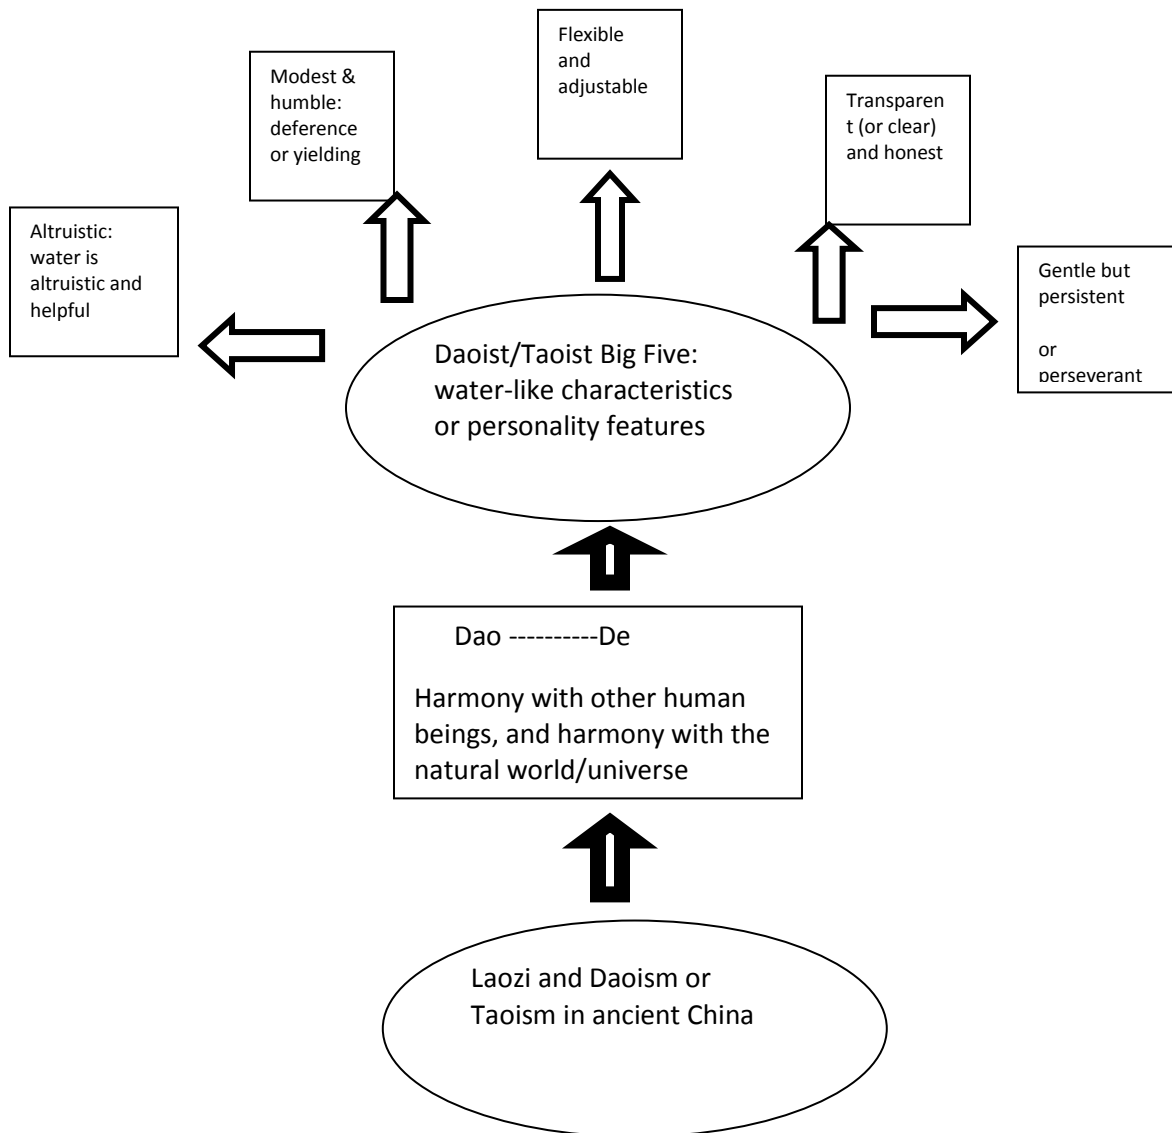 Flexible
and
adjustable
Modest &
humble:
deference
or yielding
Transparen
t (or clear)
and honest
Altruistic:
water is
altruistic and
helpful
Gentle but
persistent
or
perseverant
Daoist/Taoist Big Five:
water-like characteristics
or personality features
Dao ----------De
Harmony with other human
beings, and harmony with the
natural world/universe
Laozi and Daoism or
Taoism in ancient China